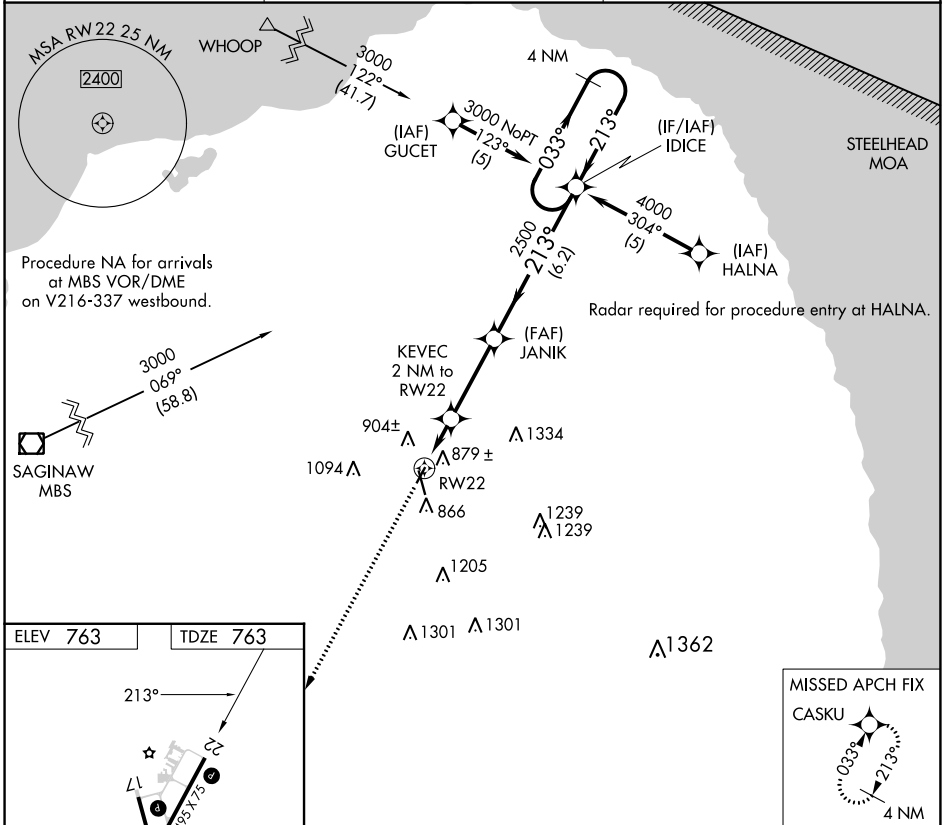 MSA RW22 25 NM
2400
WHOOP
3000
122°
(41.7)
(IAF)
GUCET
3000 NoPT
123°
(5)
4 NM
033°
213°
(IF/IAF)
IDICE
STEELHEAD
MOA
4000
304°
(5)
(IAF)
HALNA
2500
213°
(6.2)
Procedure NA for arrivals
at MBS VOR/DME
on V216-337 westbound.
Radar required for procedure entry at HALNA.
(FAF)
JANIK
KEVEC
2 NM to
RW22
3000
069°
(58.8)
SAGINAW
MBS
904±
1334
879 ±
1094
RW22
866
1239
1239
1205
1301
1301
1362
ELEV 763
TDZE 763
213°
22
17
P
P
95 X 75
MISSED APCH FIX
CASKU
033°
213°
4 NM